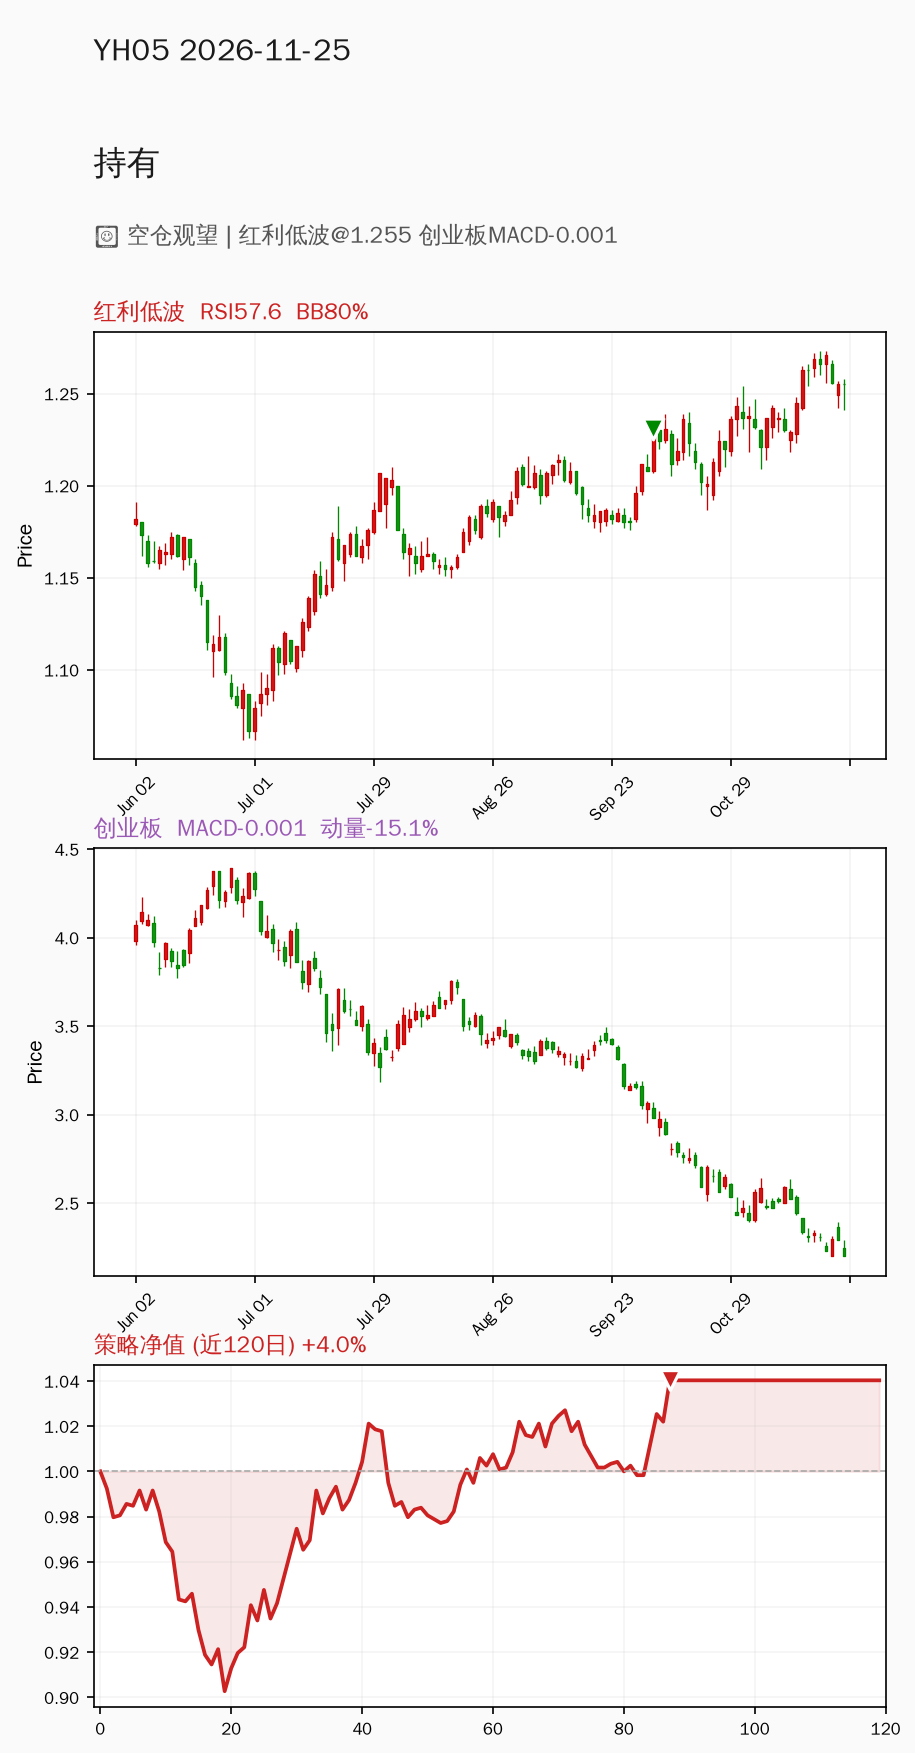 YH05 2026-11-25
持有
空仓观望 | 红利低波@1.255 创业板MACD-0.001
红利低波 RSI57.6 BB80%
Price
1.25
1.20
1.15
1.10
Jun 02
Jul 01
Jul 29
Aug 26
Sep 23
Oct 29
创业板 MACD-0.001 动量-15.1%
Price
4.5
4.0
3.5
3.0
2.5
Jun 02
Jul 01
Jul 29
Aug 26
Sep 23
Oct 29
策略净值 (近120日) +4.0%
1.04
1.02
1.00
0.98
0.96
0.94
0.92
0.90
0
20
40
60
80
100
120